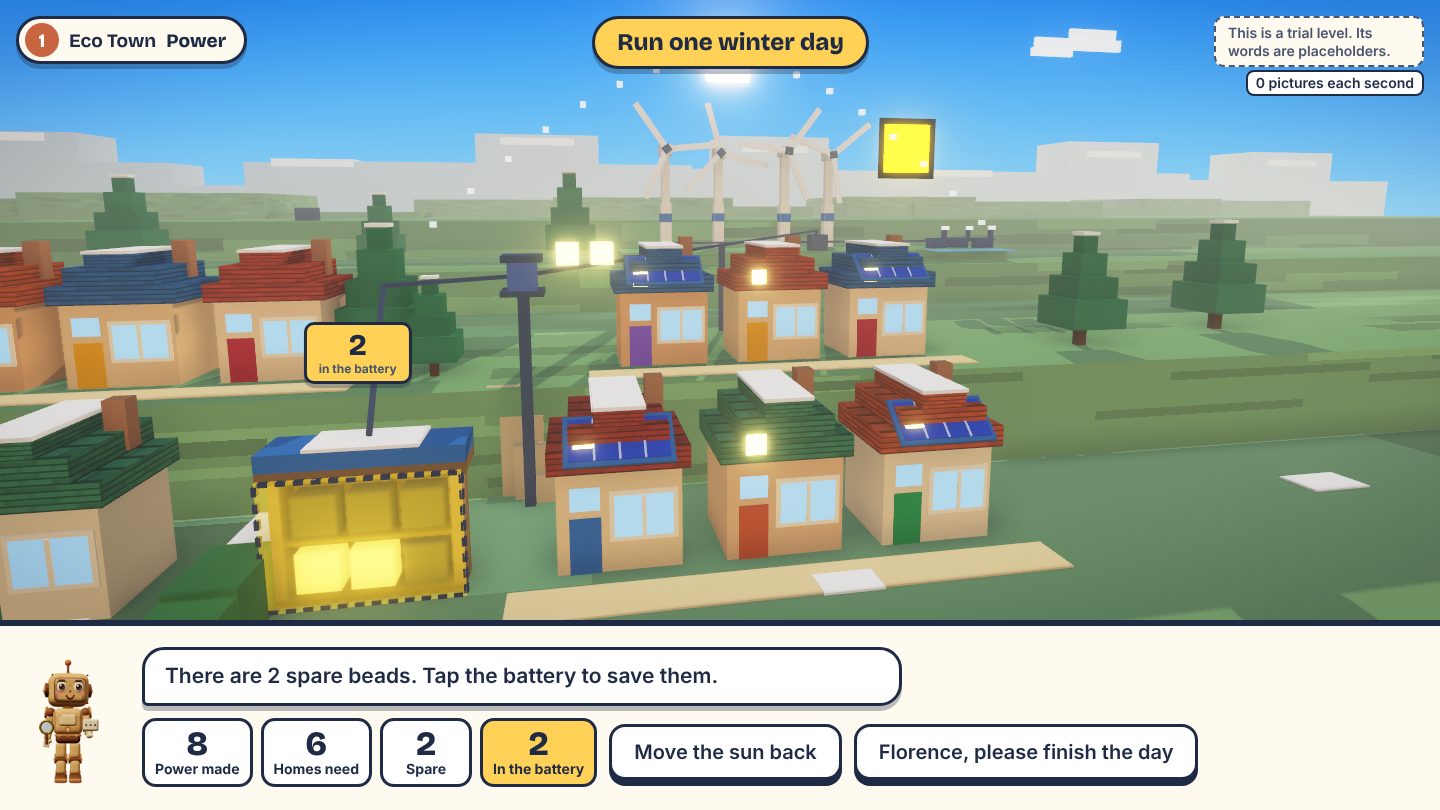 1 Eco Town Power
Run one winter day
This is a trial level. Its
words are placeholders.
0 pictures each second
2
in the battery
There are 2 spare beads. Tap the battery to save them.
8
Power made
6
Homes need
2
Spare
2
In the battery
Move the sun back
Florence, please finish the day